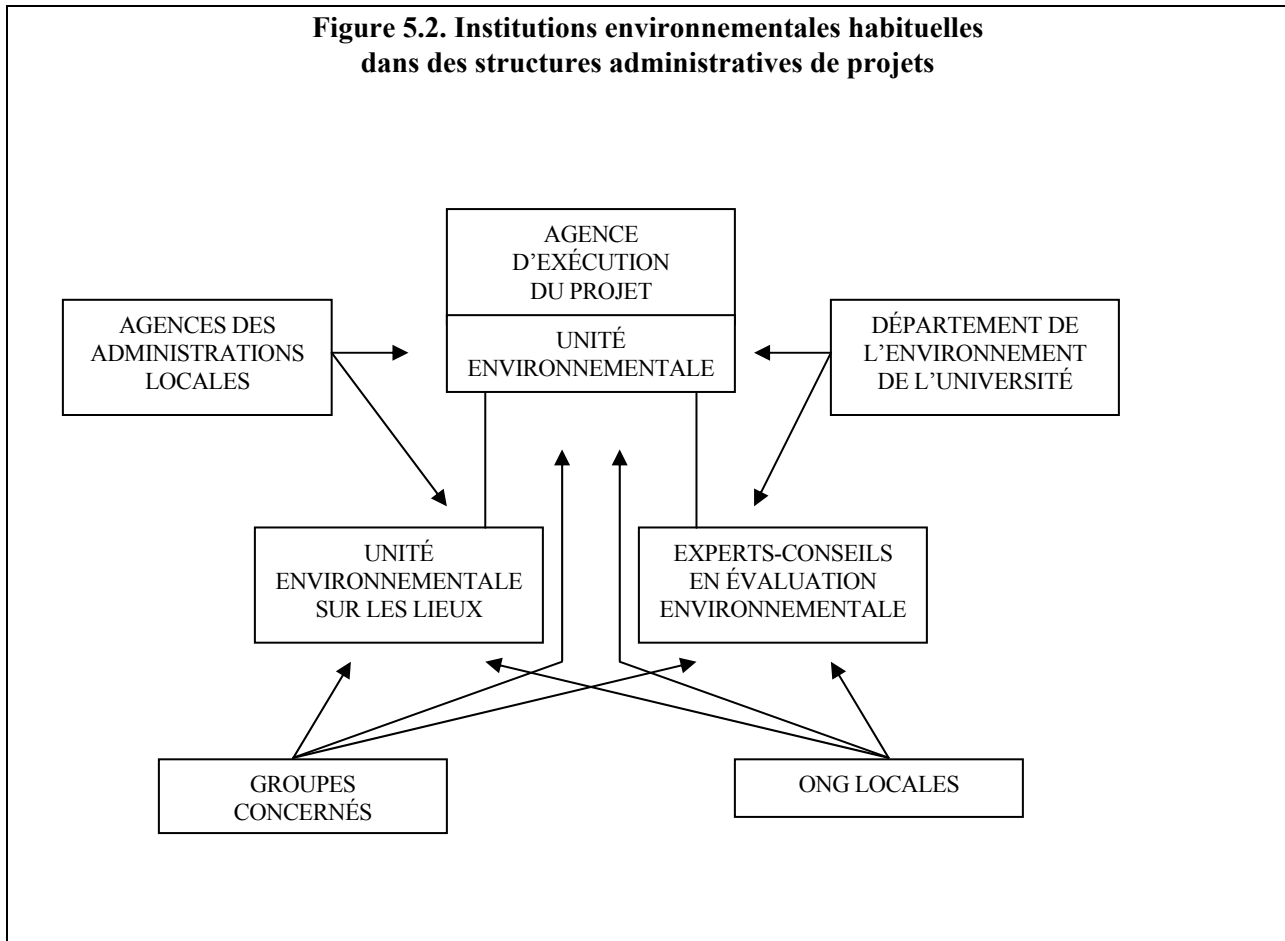 Figure 5.2. Institutions environnementales habituelles
dans des structures administratives de projets
AGENCE
D’EXÉCUTION
DU PROJET
UNITÉ
ENVIRONNEMENTALE
AGENCES DES
ADMINISTRATIONS
LOCALES
DÉPARTEMENT DE
L’ENVIRONNEMENT
DE L’UNIVERSITÉ
UNITÉ
ENVIRONNEMENTALE
SUR LES LIEUX
EXPERTS-CONSEILS
EN ÉVALUATION
ENVIRONNEMENTALE
GROUPES
CONCERNÉS
ONG LOCALES